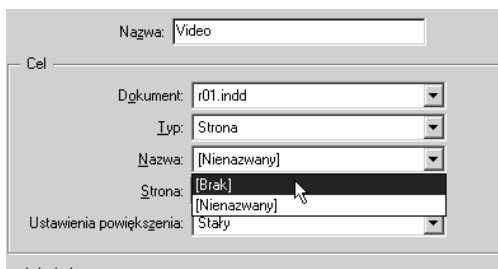 Nazwa: Video
Cel
Dokument: r01.indd
Typ: Strona
Nazwa: [Nienazwany]
[Brak]
Strona:
[Nienazwany]
Ustawienia powiększenia: Stały